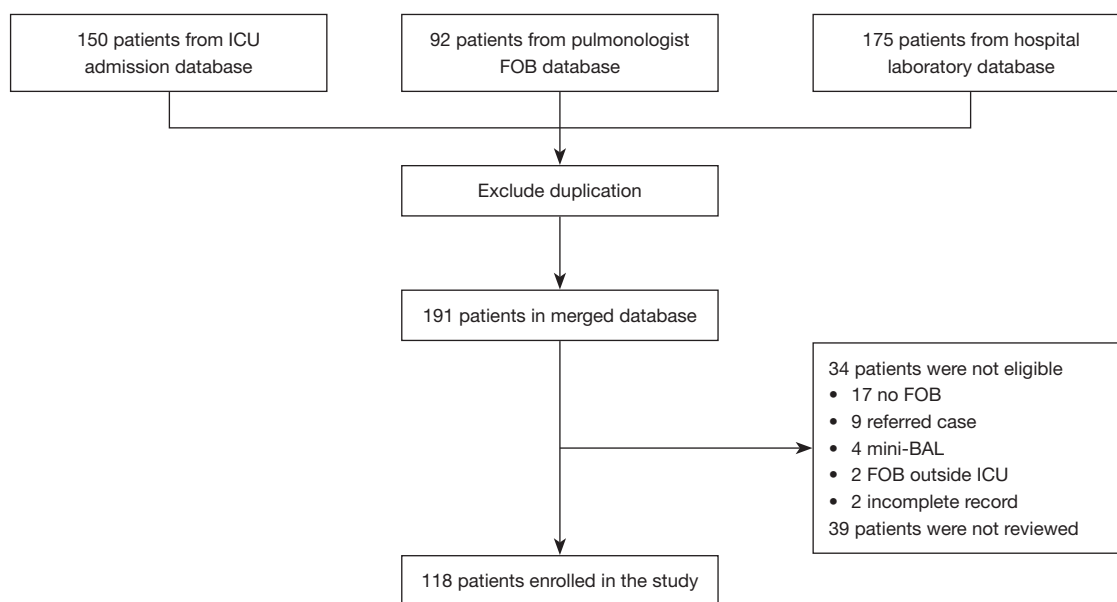 150 patients from ICU
admission database
92 patients from pulmonologist
FOB database
175 patients from hospital
laboratory database
Exclude duplication
191 patients in merged database
34 patients were not eligible
• 17 no FOB
• 9 referred case
• 4 mini-BAL
• 2 FOB outside ICU
• 2 incomplete record
39 patients were not reviewed
118 patients enrolled in the study